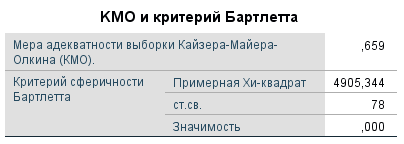 КМО и критерий Бартлетта
Мера адекватности выборки Кайзера-Майера-
Олкина (КМО). ,659
Критерий сферичности Примерная Хи-квадрат 4905,344
Бартлетта ст.св. 78
Значимость ,000